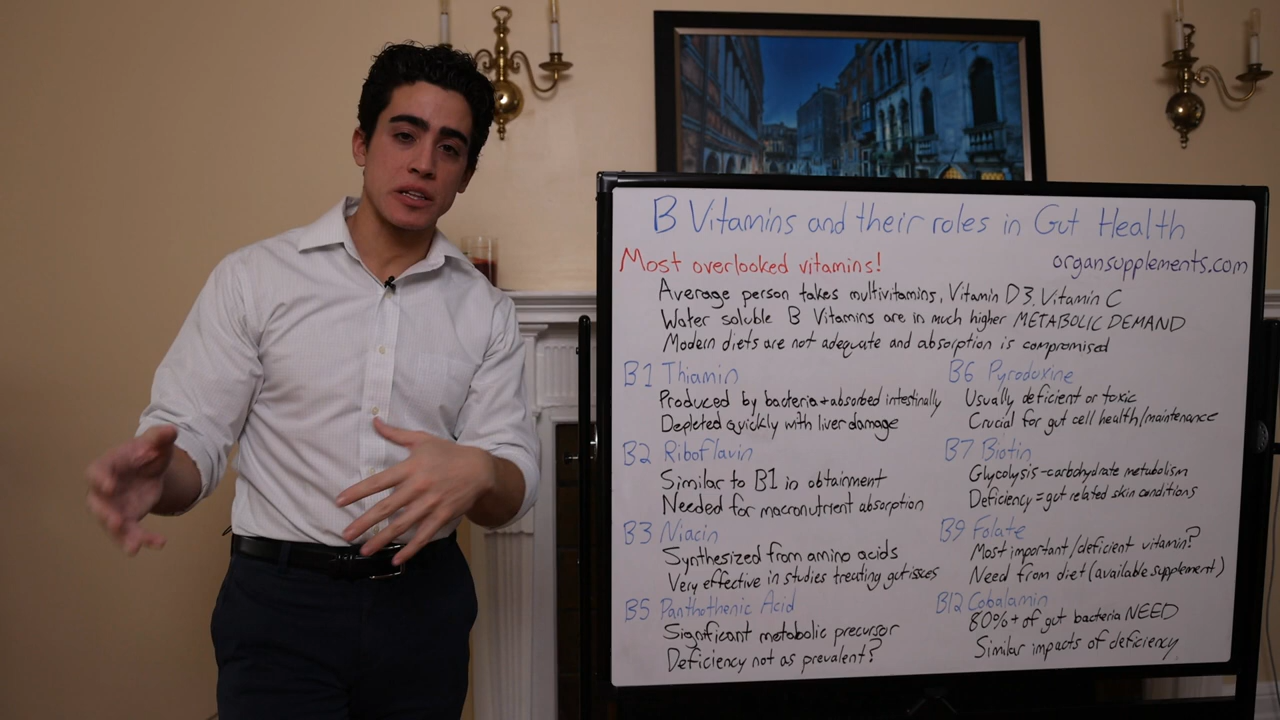 B Vitamins and their roles in Gut Health
Most overlooked vitamins!
organsupplements.com
Average person takes multivitamins, Vitamin D3, Vitamin C
Water soluble B Vitamins are in much higher METABOLIC DEMAND
Modern diets are not adequate and absorption is compromised
B1 Thiamin
Produced by bacteria + absorbed intestinally
Depleted quickly with liver damage
B2 Riboflavin
Similar to B1 in obtainment
Needed for macronutrient absorption
B3 Niacin
Synthesized from amino acids
Very effective in studies treating gut isses
B5 Panthothenic Acid
Significant metabolic precursor
Deficiency not as prevalent?
B6 Pyrodoxine
Usually deficient or toxic
Crucial for gut cell health/maintenance
B7 Biotin
Glycolysis - carbohydrate metabolism
Deficiency = gut related skin conditions
B9 Folate
Most important/deficient vitamin?
Need from diet (available supplement)
B12 Cobalamin
80%+ of gut bacteria NEED
Similar impacts of deficiency